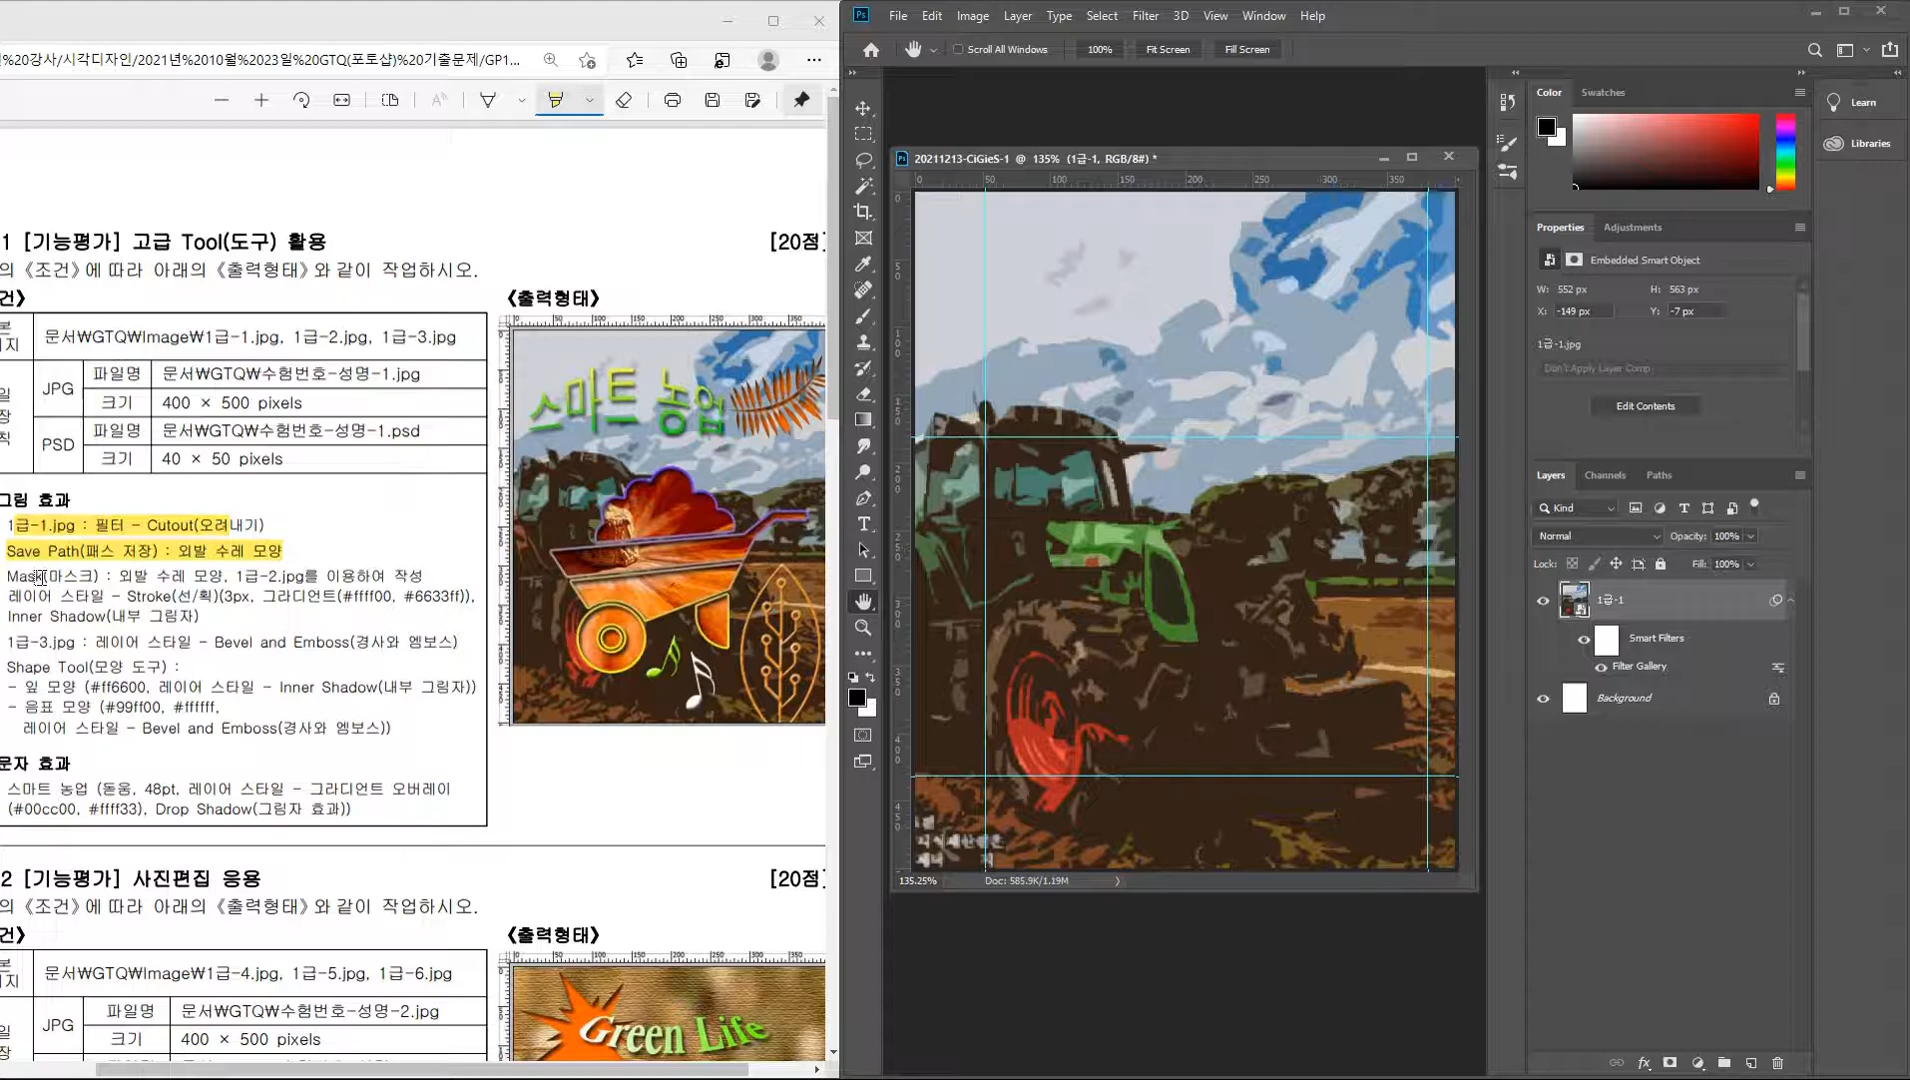 File Edit Image Layer Type Select Filter 3D View Window Help
Scroll All Windows 100% Fit Screen Fill Screen
%20강사/시각디자인/2021년%2010월%2023일%20GTQ(포토샵)%20기출문제/GP1...
1 [기능평가] 고급 Tool(도구) 활용 [20점]
의 《조건》에 따라 아래의 《출력형태》와 같이 작업하시오.
건》
《출력형태》
문서₩GTQ₩Image₩1급-1.jpg, 1급-2.jpg, 1급-3.jpg
JPG
파일명 문서₩GTQ₩수험번호-성명-1.jpg
크기 400 × 500 pixels
PSD
파일명 문서₩GTQ₩수험번호-성명-1.psd
크기 40 × 50 pixels
그림 효과
1급-1.jpg : 필터 - Cutout(오려내기)
Save Path(패스 저장) : 외발 수레 모양
Mask(마스크) : 외발 수레 모양, 1급-2.jpg를 이용하여 작성
레이어 스타일 - Stroke(선/획)(3px, 그라디언트(#ffff00, #6633ff)),
Inner Shadow(내부 그림자)
1급-3.jpg : 레이어 스타일 - Bevel and Emboss(경사와 엠보스)
Shape Tool(모양 도구) :
- 잎 모양 (#ff6600, 레이어 스타일 - Inner Shadow(내부 그림자))
- 음표 모양 (#99ff00, #ffffff,
레이어 스타일 - Bevel and Emboss(경사와 엠보스))
문자 효과
스마트 농업 (돋움, 48pt, 레이어 스타일 - 그라디언트 오버레이
(#00cc00, #ffff33), Drop Shadow(그림자 효과))
스마트 농업
2 [기능평가] 사진편집 응용 [20점]
의 《조건》에 따라 아래의 《출력형태》와 같이 작업하시오.
건》
《출력형태》
문서₩GTQ₩Image₩1급-4.jpg, 1급-5.jpg, 1급-6.jpg
JPG
파일명 문서₩GTQ₩수험번호-성명-2.jpg
크기 400 × 500 pixels
Green Life
20211213-CiGieS-1 @ 135% (1급-1, RGB/8#) *
0 50 100 150 200 250 300 350
135.25% Doc: 585.9K/1.19M
Color Swatches
Learn
Libraries
Properties Adjustments
Embedded Smart Object
W: 552 px H: 563 px
X: -149 px Y: -7 px
1급-1.jpg
Don't Apply Layer Comp
Edit Contents
Layers Channels Paths
Kind
Normal Opacity: 100%
Lock: Fill: 100%
1급-1
Smart Filters
Filter Gallery
Background